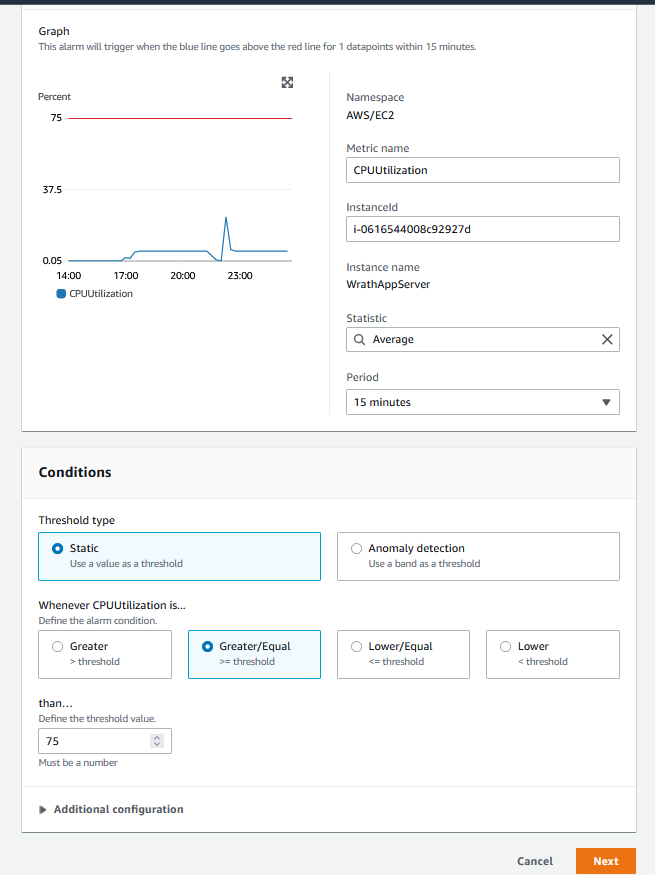 Graph
This alarm will trigger when the blue line goes above the red line for 1 datapoints within 15 minutes.
Percent
75
37.5
0.05
14:00 17:00 20:00 23:00
CPUUtilization
Namespace
AWS/EC2
Metric name
CPUUtilization
InstanceId
i-0616544008c92927d
Instance name
WrathAppServer
Statistic
Average
Period
15 minutes
Conditions
Threshold type
Static
Use a value as a threshold
Anomaly detection
Use a band as a threshold
Whenever CPUUtilization is...
Define the alarm condition.
Greater
> threshold
Greater/Equal
>= threshold
Lower/Equal
<= threshold
Lower
< threshold
than...
Define the threshold value.
75
Must be a number
Additional configuration
Cancel Next